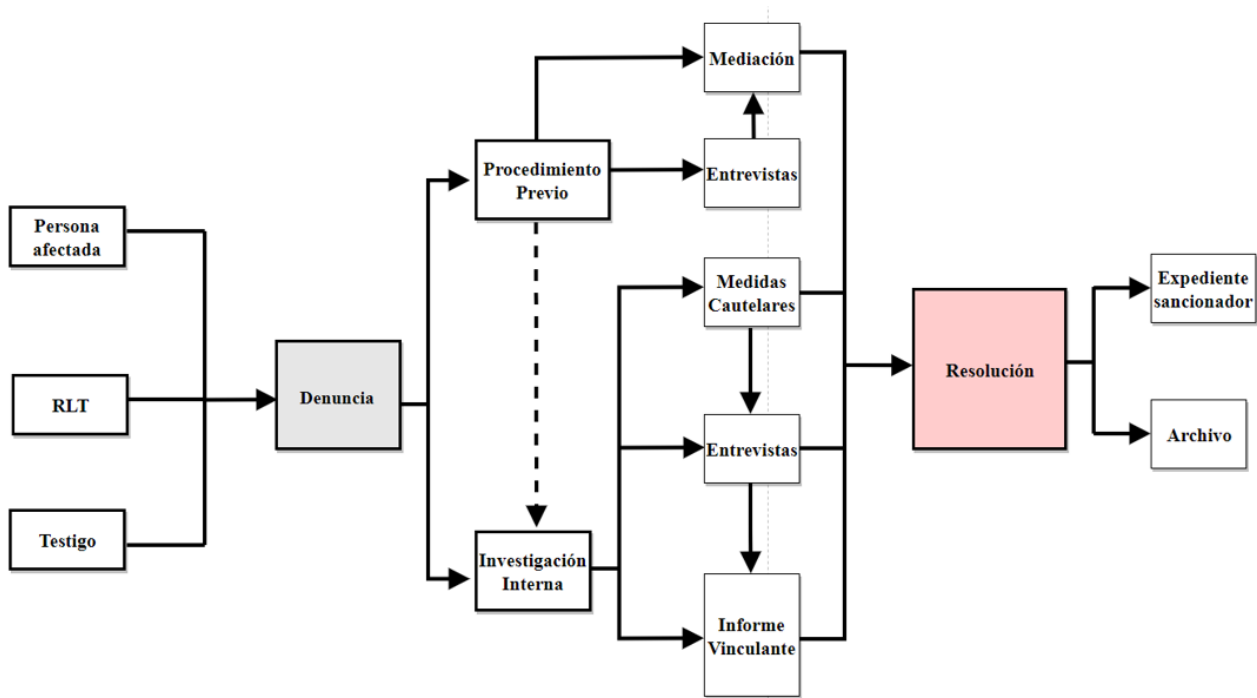 Persona
afectada
RLT
Testigo
Denuncia
Procedimiento
Previo
Investigación
Interna
Mediación
Entrevistas
Medidas
Cautelares
Entrevistas
Informe
Vinculante
Resolución
Expediente
sancionador
Archivo